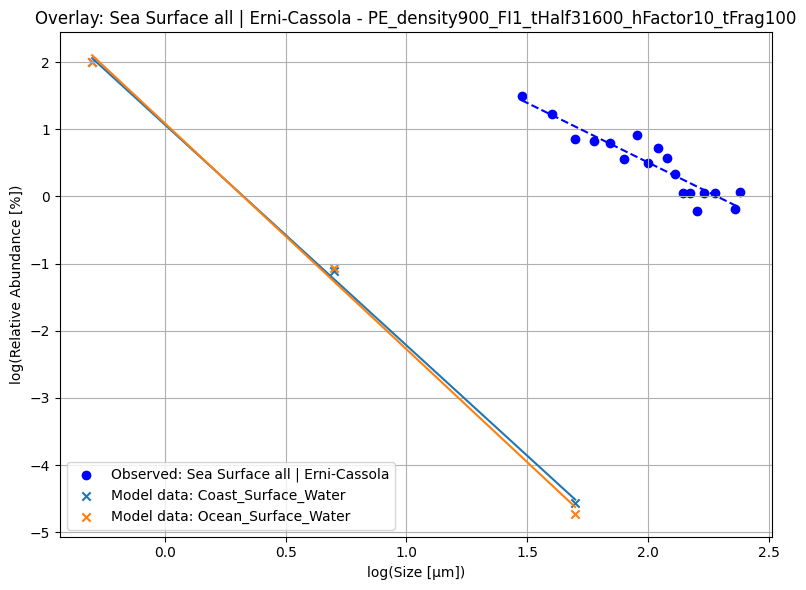 Overlay: Sea Surface all | Erni-Cassola - PE_density900_FI1_tHalf31600_hFactor10_tFrag100
log(Relative Abundance [%])
2
1
0
−1
−2
−3
−4
−5
Observed: Sea Surface all | Erni-Cassola
Model data: Coast_Surface_Water
Model data: Ocean_Surface_Water
0.0
0.5
1.0
1.5
2.0
2.5
log(Size [µm])